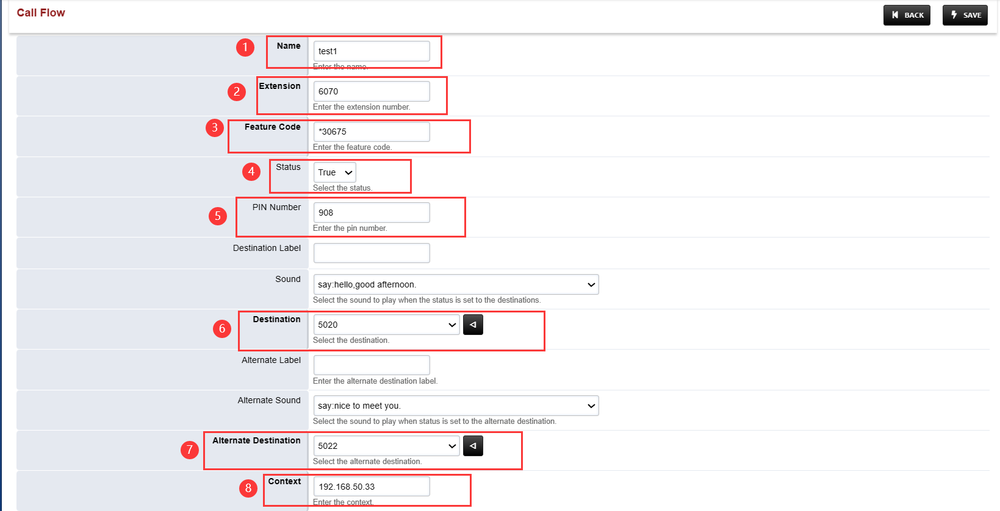 Call Flow
BACK
SAVE
1
Name
test1
Enter the name.
2
Extension
6070
Enter the extension number.
3
Feature Code
*30675
Enter the feature code.
4
Status
True
Select the status.
5
PIN Number
908
Enter the pin number.
Destination Label
Sound
say:hello,good afternoon.
Select the sound to play when the status is set to the destinations.
6
Destination
5020
Select the destination.
Alternate Label
Enter the alternate destination label.
Alternate Sound
say:nice to meet you.
Select the sound to play when status is set to the alternate destination.
7
Alternate Destination
5022
Select the alternate destination.
8
Context
192.168.50.33
Enter the context.